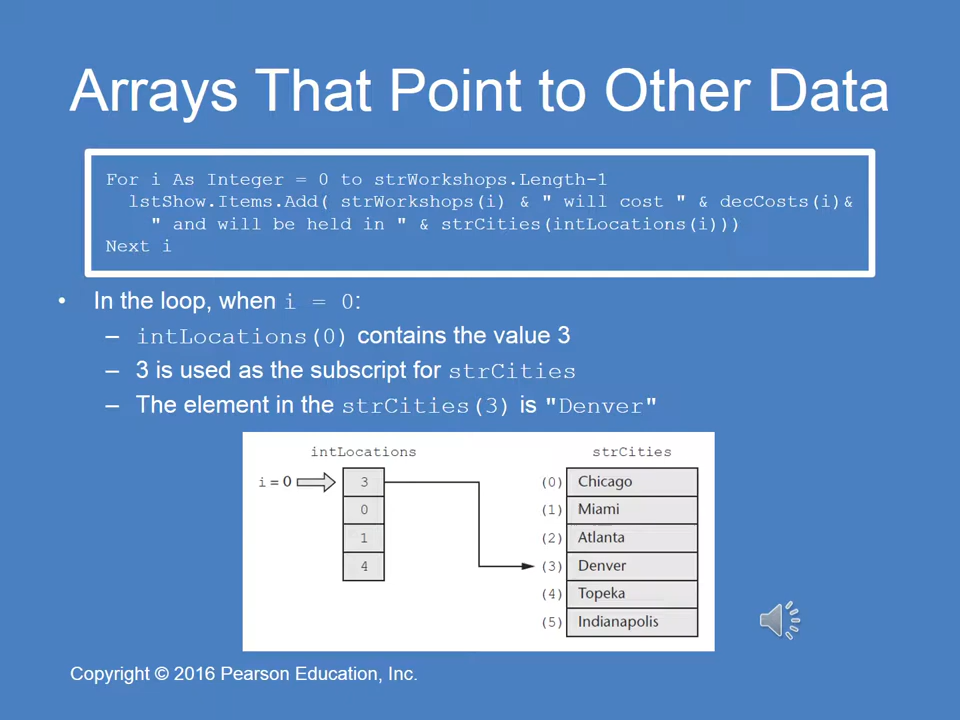 Arrays That Point to Other Data
For i As Integer = 0 to strWorkshops.Length-1
lstShow.Items.Add( strWorkshops(i) & " will cost " & decCosts(i)&
" and will be held in " & strCities(intLocations(i)))
Next i
• In the loop, when i = 0:
– intLocations(0) contains the value 3
– 3 is used as the subscript for strCities
– The element in the strCities(3) is "Denver"
intLocations strCities
i = 0 3 (0) Chicago
0 (1) Miami
1 (2) Atlanta
4 (3) Denver
(4) Topeka
(5) Indianapolis
Copyright © 2016 Pearson Education, Inc.